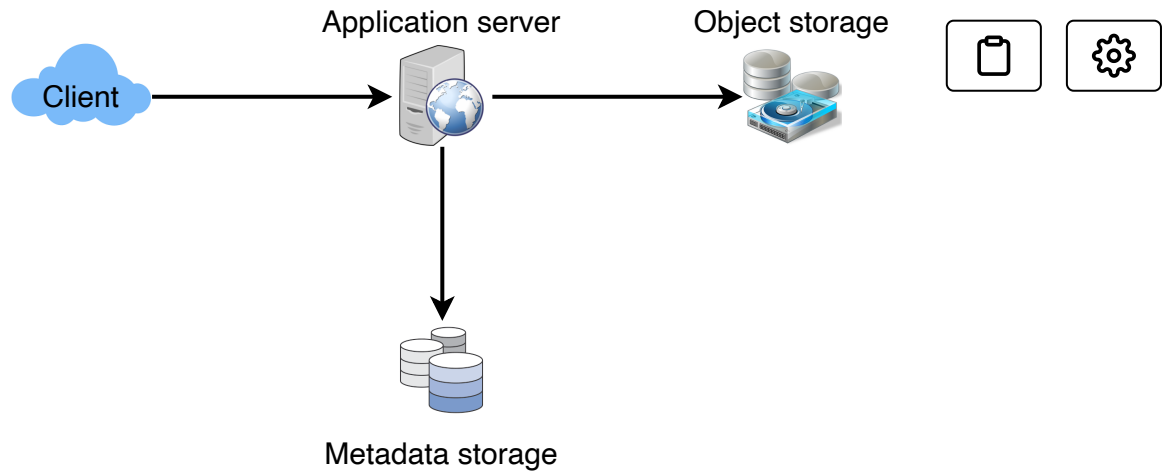 Application server
Object storage
Client
Metadata storage